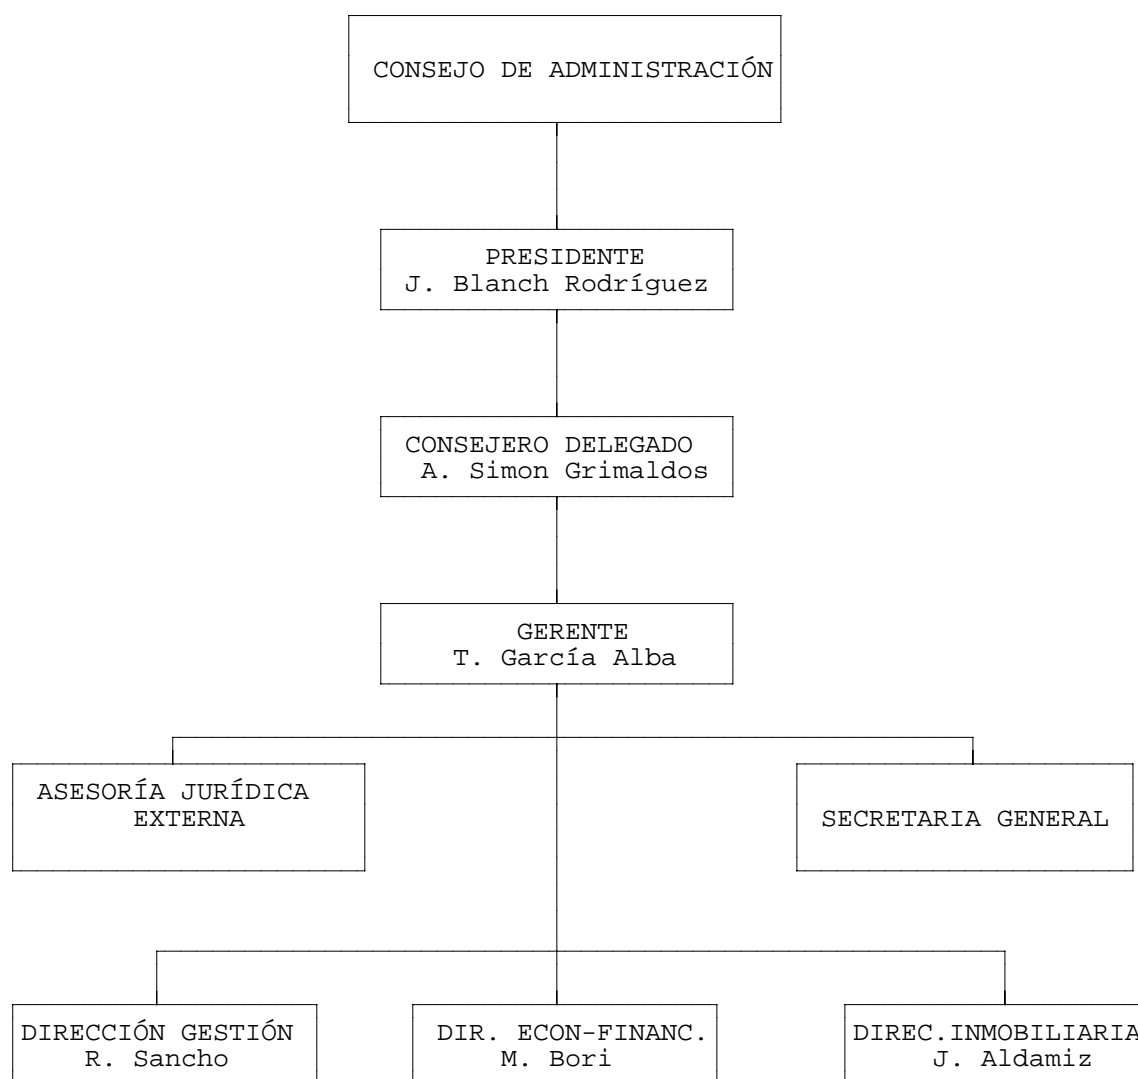 CONSEJO DE ADMINISTRACIÓN
PRESIDENTE
J. Blanch Rodríguez
CONSEJERO DELEGADO
A. Simon Grimaldos
GERENTE
T. García Alba
ASESORÍA JURÍDICA
EXTERNA
SECRETARIA GENERAL
DIRECCIÓN GESTIÓN
R. Sancho
DIR. ECON-FINANC.
M. Bori
DIREC.INMOBILIARIA
J. Aldamiz